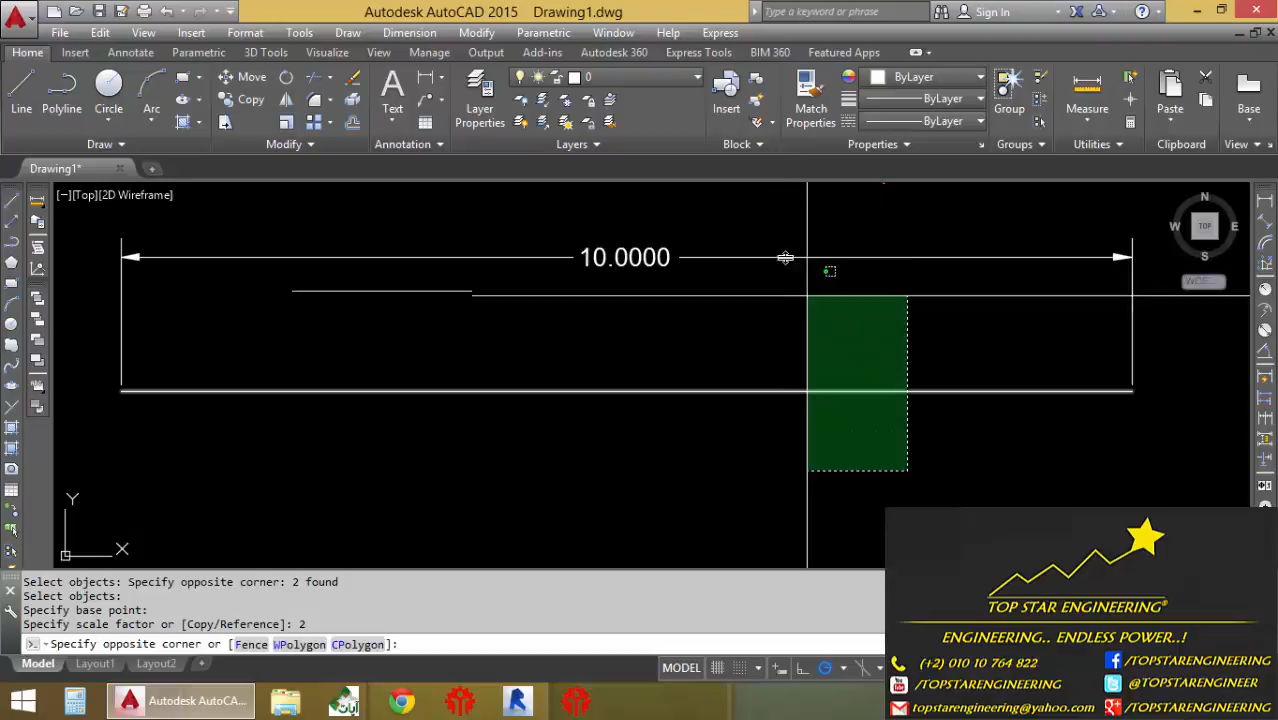 Autodesk AutoCAD 2015 Drawing1.dwg
Type a keyword or phrase
Sign In
File Edit View Insert Format Tools Draw Dimension Modify Parametric Window Help Express
Home Insert Annotate Parametric 3D Tools Visualize View Manage Output Add-ins Autodesk 360 Express Tools BIM 360 Featured Apps
Move
0
ByLayer
Copy
ByLayer
Line Polyline Circle Arc Text Layer Properties Insert Match Properties Group Measure Paste Base
ByLayer
Draw Modify Annotation Layers Block Properties Groups Utilities Clipboard View
Drawing1*
[−][Top][2D Wireframe]
N
W TOP E
S
10.0000
Y
X
Select objects: Specify opposite corner: 2 found
Select objects:
Specify base point:
Specify scale factor or [Copy/Reference]: 2
Specify opposite corner or [Fence WPolygon CPolygon]:
Model Layout1 Layout2
MODEL
Autodesk AutoCA...
TOP STAR ENGINEERING®
ENGINEERING.. ENDLESS POWER..!
(+2) 010 10 764 822
/TOPSTARENGINEERING
/TOPSTARENGINEERING
@TOPSTARENGINEER
topstarengineering@yahoo.com
/TOPSTARENGINEERING